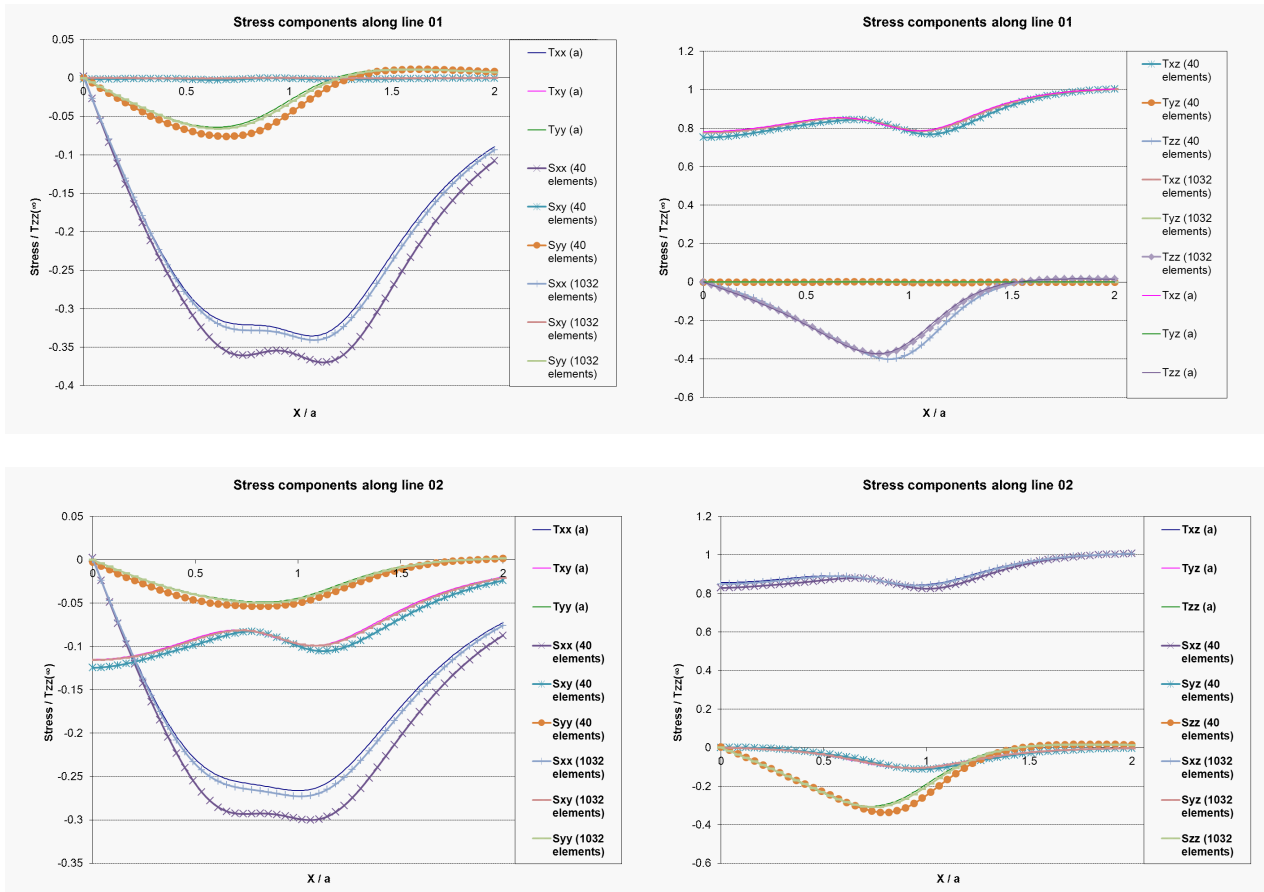 Stress components along line 01
0.05
0
-0.05
-0.1
-0.15
-0.2
-0.25
-0.3
-0.35
-0.4
0
0.5
1
1.5
2
Stress / Tzz(∞)
X / a
Txx (a)
Txy (a)
Tyy (a)
Sxx (40
elements)
Sxy (40
elements)
Syy (40
elements)
Sxx (1032
elements)
Sxy (1032
elements)
Syy (1032
elements)
Stress components along line 01
1.2
1
0.8
0.6
0.4
0.2
0
-0.2
-0.4
-0.6
0
0.5
1
1.5
2
Stress / Tzz(∞)
X / a
Txz (40
elements)
Tyz (40
elements)
Tzz (40
elements)
Txz (1032
elements)
Tyz (1032
elements)
Tzz (1032
elements)
Txz (a)
Tyz (a)
Tzz (a)
Stress components along line 02
0.05
0
-0.05
-0.1
-0.15
-0.2
-0.25
-0.3
-0.35
0
0.5
1
1.5
2
Stress / Tzz(∞)
X / a
Txx (a)
Txy (a)
Tyy (a)
Sxx (40
elements)
Sxy (40
elements)
Syy (40
elements)
Sxx (1032
elements)
Sxy (1032
elements)
Syy (1032
elements)
Stress components along line 02
1.2
1
0.8
0.6
0.4
0.2
0
-0.2
-0.4
-0.6
0
0.5
1
1.5
2
Stress / Tzz(∞)
X / a
Txz (a)
Tyz (a)
Tzz (a)
Sxz (40
elements)
Syz (40
elements)
Szz (40
elements)
Sxz (1032
elements)
Syz (1032
elements)
Szz (1032
elements)